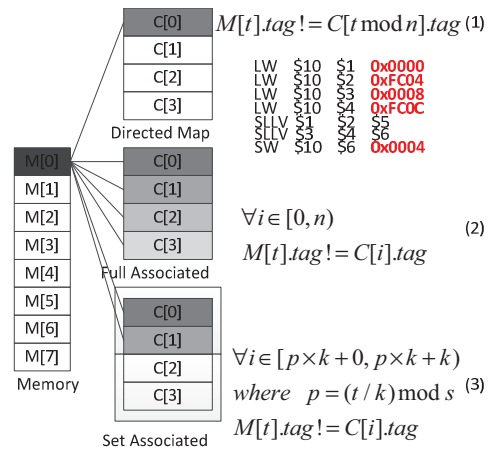 C[0]
C[1]
C[2]
C[3]
Directed Map
M[t].tag != C[t mod n].tag (1)
LW $10 $1 0x0000
LW $10 $2 0xFC04
LW $10 $3 0x0008
LW $10 $4 0xFC0C
SLLV $1 $2 $5
SLLV $3 $4 $6
SW $10 $6 0x0004
M[0]
M[1]
M[2]
M[3]
M[4]
M[5]
M[6]
M[7]
Memory
C[0]
C[1]
C[2]
C[3]
Full Associated
∀i∈[0,n)
(2)
M[t].tag != C[i].tag
C[0]
C[1]
C[2]
C[3]
Set Associated
∀i∈[p×k+0, p×k+k)
where p=(t/k) mod s (3)
M[t].tag != C[i].tag